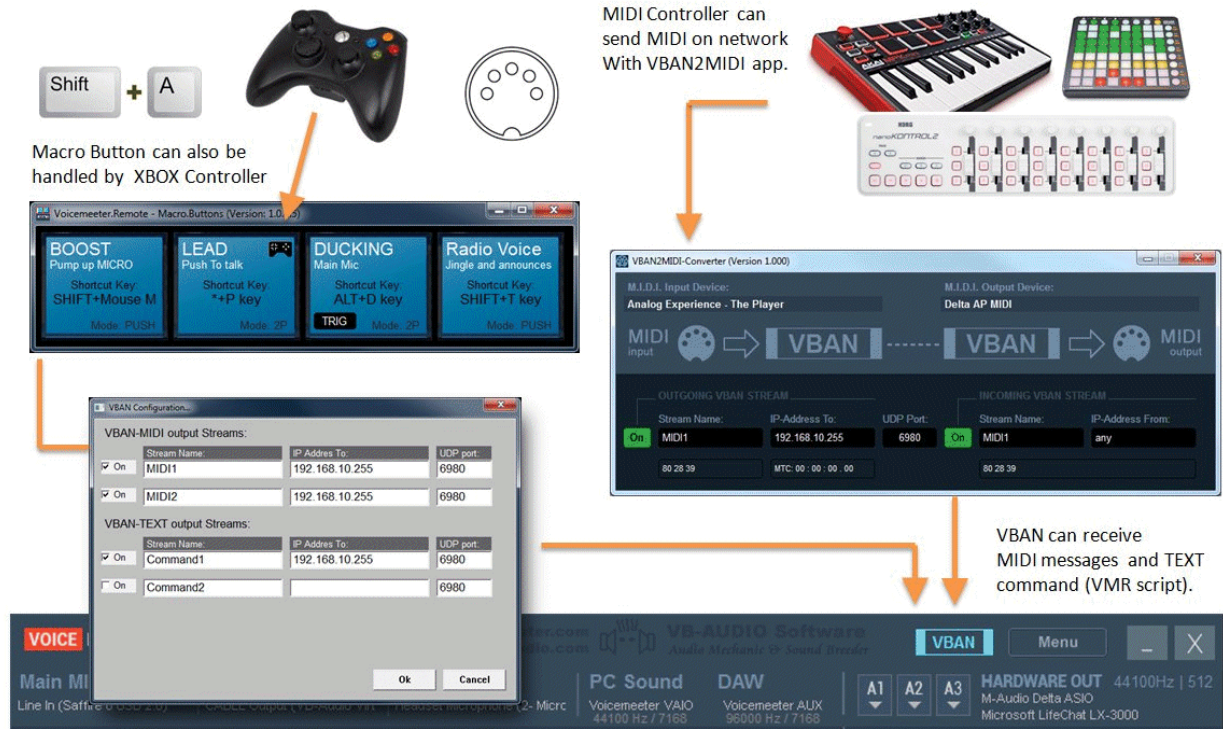 Shift + A
Macro Button can also be
handled by XBOX Controller
MIDI Controller can
send MIDI on network
With VBAN2MIDI app.
AKAI
KORG
nanoKONTROL2
Voicemeeter.Remote - Macro.Buttons (Version: 1.0
BOOST
Pump up MICRO
Shortcut Key:
SHIFT+Mouse M
Mode: PUSH
LEAD
Push To talk
Shortcut Key:
*+P key
Mode: 2P
DUCKING
Main Mic
Shortcut Key:
ALT+D key
TRIG Mode: 2P
Radio Voice
Jingle and announces
Shortcut Key:
SHIFT+T key
Mode: PUSH
VBAN2MIDI-Converter (Version 1.000)
M.I.D.I. Input Device: M.I.D.I. Output Device:
Analog Experience - The Player Delta AP MIDI
MIDI input VBAN VBAN MIDI output
OUTGOING VBAN STREAM INCOMING VBAN STREAM
Stream Name: IP-Address To: UDP Port: Stream Name: IP-Address From:
On MIDI1 192.168.10.255 6980 On MIDI1 any
80 28 39 MTC: 00 : 00 : 00 . 00 80 28 39
VBAN Configuration...
VBAN-MIDI output Streams:
Stream Name: IP Addres To: UDP port:
On MIDI1 192.168.10.255 6980
On MIDI2 192.168.10.255 6980
VBAN-TEXT output Streams:
Stream Name: IP Addres To: UDP port:
On Command1 192.168.10.255 6980
On Command2 6980
Ok Cancel
VBAN can receive
MIDI messages and TEXT
command (VMR script).
VOICE
VB-AUDIO Software
Audio Mechanic & Sound Breeder
VBAN Menu _ X
Main MI
Line In (Saffire 6 USB 2.0)
PC Sound
Voicemeeter VAIO
44100 Hz / 7168
DAW
Voicemeeter AUX
96000 Hz / 7168
A1 A2 A3
HARDWARE OUT 44100Hz | 512
M-Audio Delta ASIO
Microsoft LifeChat LX-3000